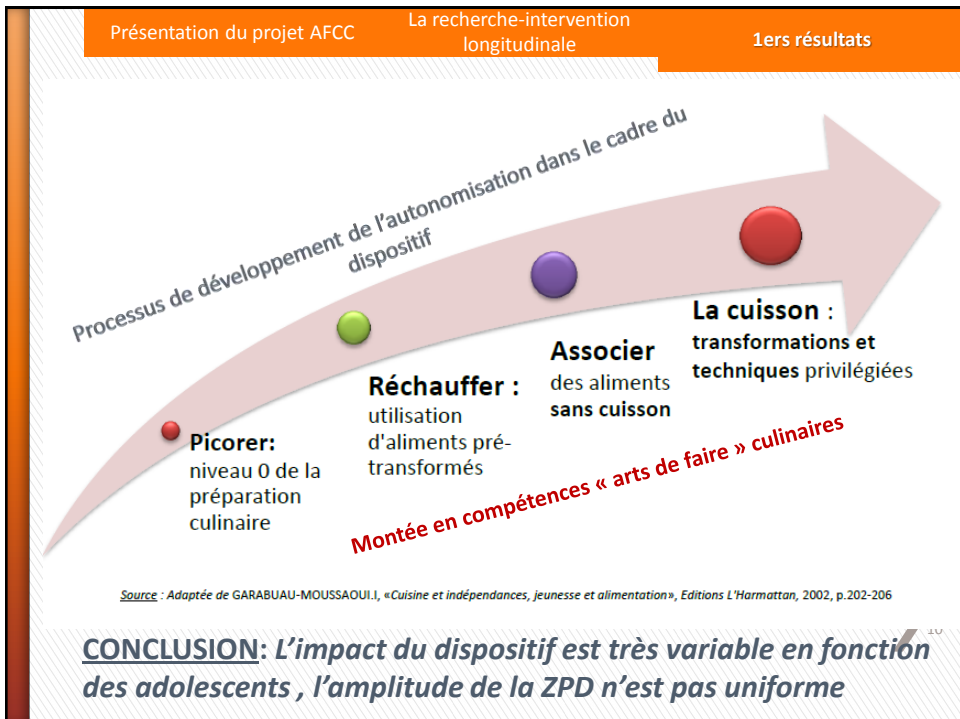 Présentation du projet AFCC
La recherche-intervention
longitudinale
1ers résultats
Processus de développement de l'autonomisation dans le cadre du
dispositif
Picorer:
niveau 0 de la
préparation
culinaire
Réchauffer :
utilisation
d'aliments pré-
transformés
Associer
des aliments
sans cuisson
La cuisson :
transformations et
techniques privilégiées
Montée en compétences « arts de faire » culinaires
Source : Adaptée de GARABUAU-MOUSSAOUI.I, «Cuisine et indépendances, jeunesse et alimentation», Editions L'Harmattan, 2002, p.202-206
10
CONCLUSION: L'impact du dispositif est très variable en fonction
des adolescents , l'amplitude de la ZPD n'est pas uniforme